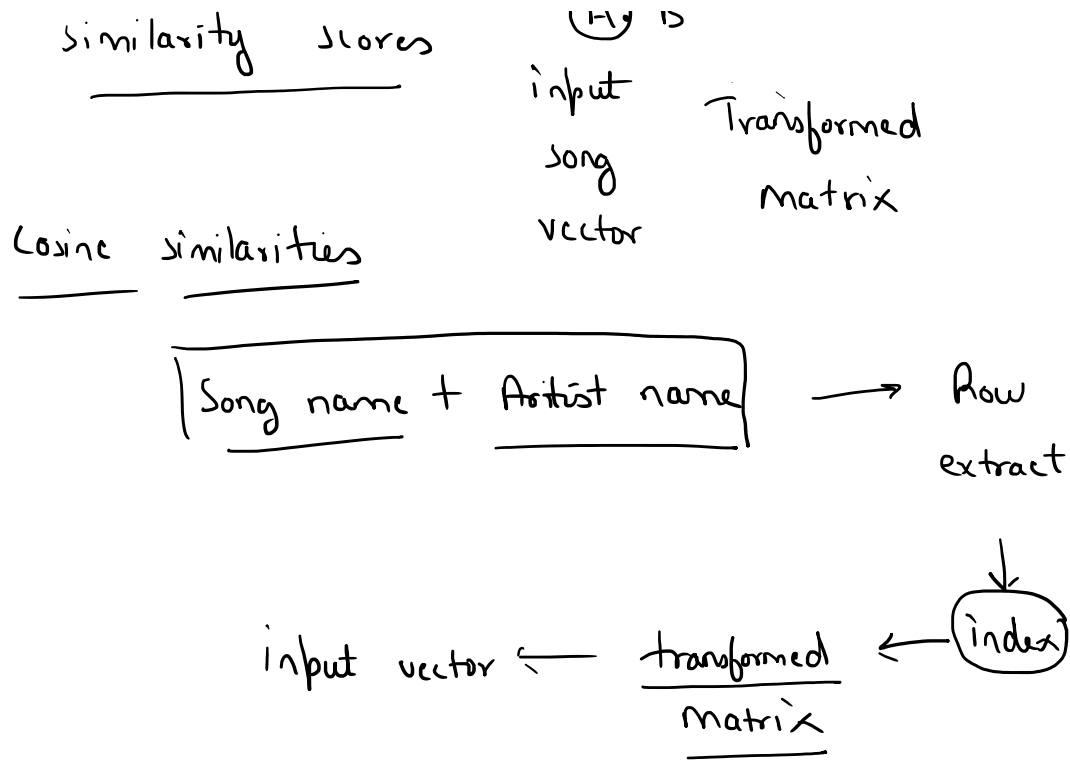 similarity scores
input
song
vector
Transformed
matrix
Cosine similarities
Song name + Artist name → Row
extract
↓
input vector ← transformed ← index
matrix